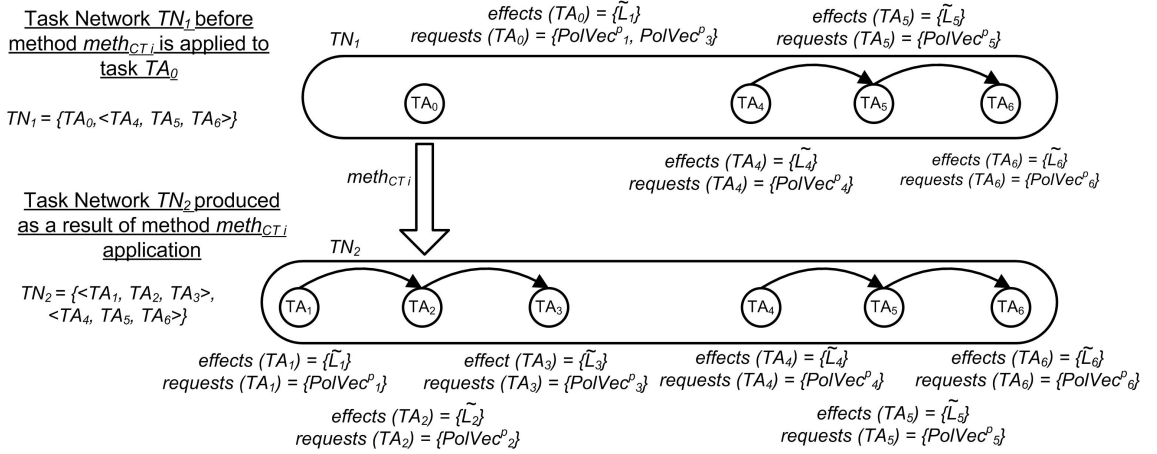 Task Network TN₁ before
method meth_CT i is applied to
task TA₀
TN₁ = {TA₀,<TA₄, TA₅, TA₆>}
effects (TA₀) = {L̃₁}
requests (TA₀) = {PolVecᵖ₁, PolVecᵖ₃}
effects (TA₅) = {L̃₅}
requests (TA₅) = {PolVecᵖ₅}
TN₁
TA₀
TA₄
TA₅
TA₆
effects (TA₄) = {L̃₄}
requests (TA₄) = {PolVecᵖ₄}
effects (TA₆) = {L̃₆}
requests (TA₆) = {PolVecᵖ₆}
meth_CT i
Task Network TN₂ produced
as a result of method meth_CT i
application
TN₂ = {<TA₁, TA₂, TA₃>,
<TA₄, TA₅, TA₆>}
TN₂
TA₁
TA₂
TA₃
TA₄
TA₅
TA₆
effects (TA₁) = {L̃₁}
requests (TA₁) = {PolVecᵖ₁}
effect (TA₃) = {L̃₃}
requests (TA₃) = {PolVecᵖ₃}
effects (TA₄) = {L̃₄}
requests (TA₄) = {PolVecᵖ₄}
effects (TA₆) = {L̃₆}
requests (TA₆) = {PolVecᵖ₆}
effects (TA₂) = {L̃₂}
requests (TA₂) = {PolVecᵖ₂}
effects (TA₅) = {L̃₅}
requests (TA₅) = {PolVecᵖ₅}